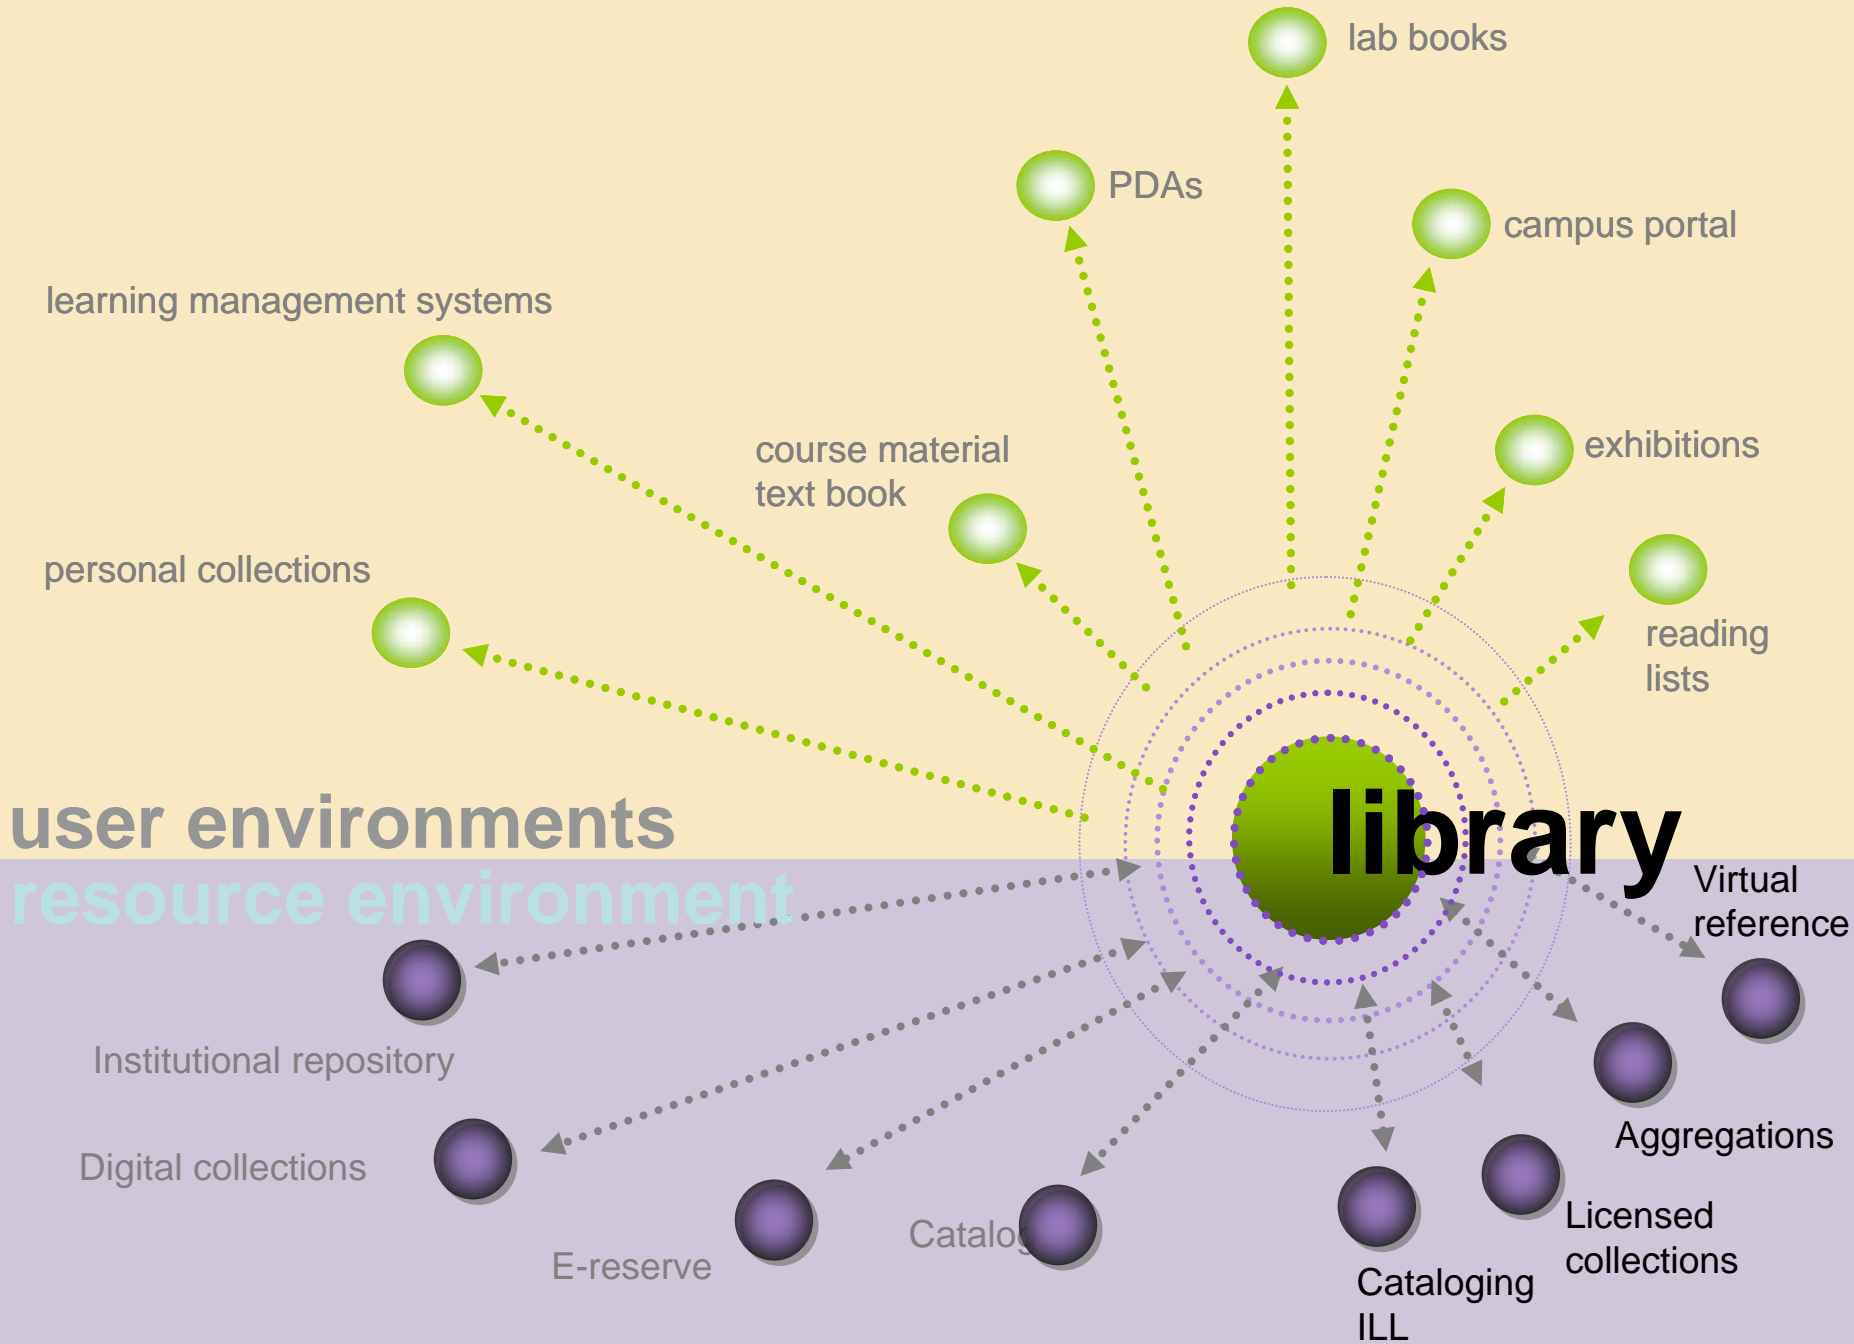 lab books
PDAs
campus portal
learning management systems
course material
text book
exhibitions
personal collections
reading
lists
user environments
library
resource environment
Virtual
reference
Institutional repository
Digital collections
Aggregations
E-reserve
Catalog
Licensed
collections
Cataloging
ILL